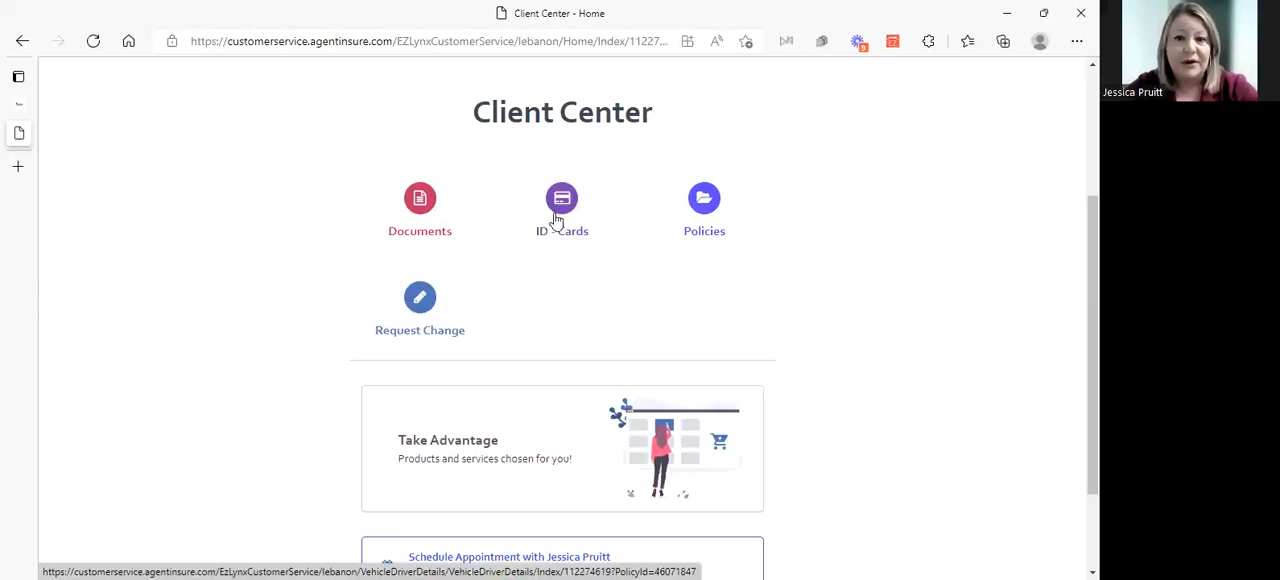 Client Center - Home
https://customerservice.agentinsure.com/EZLynxCustomerService/lebanon/Home/Index/11227...
9
Jessica Pruitt
Client Center
Documents
ID - Cards
Policies
Request Change
Take Advantage
Products and services chosen for you!
Schedule Appointment with Jessica Pruitt
https://customerservice.agentinsure.com/EzLynxCustomerService/lebanon/VehicleDriverDetails/VehicleDriverDetails/Index/112274619?PolicyId=46071847